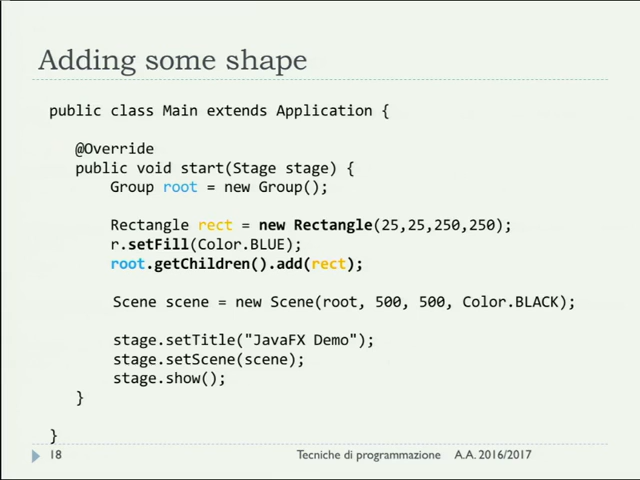 Adding some shape
public class Main extends Application {
@Override
public void start(Stage stage) {
Group root = new Group();
Rectangle rect = new Rectangle(25,25,250,250);
r.setFill(Color.BLUE);
root.getChildren().add(rect);
Scene scene = new Scene(root, 500, 500, Color.BLACK);
stage.setTitle("JavaFX Demo");
stage.setScene(scene);
stage.show();
}
}
18 Tecniche di programmazione A.A. 2016/2017